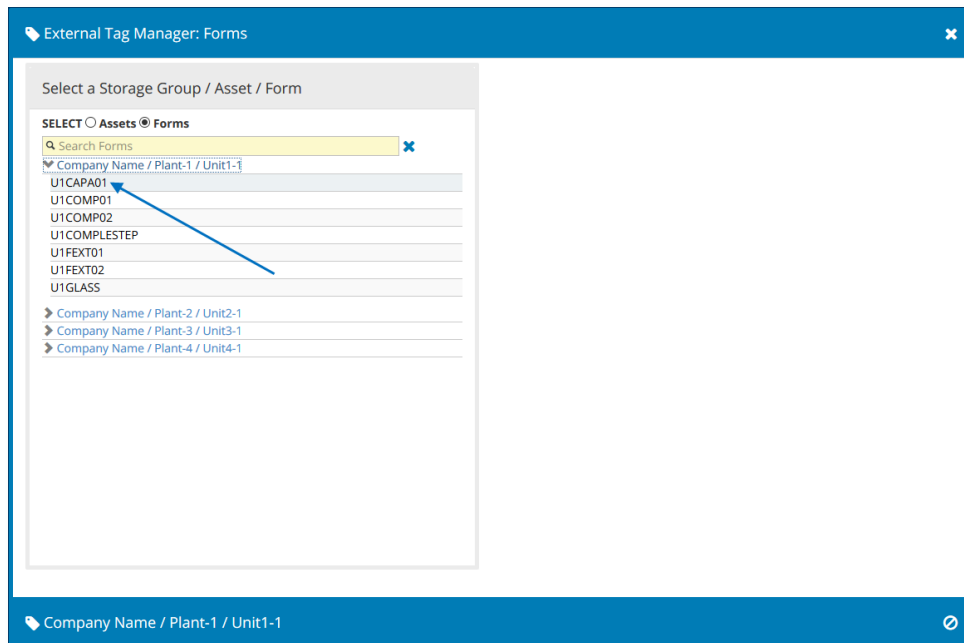 External Tag Manager: Forms
Select a Storage Group / Asset / Form
SELECT Assets Forms
Search Forms
Company Name / Plant-1 / Unit1-1
U1CAPA01
U1COMP01
U1COMP02
U1COMPLESTEP
U1FEXT01
U1FEXT02
U1GLASS
Company Name / Plant-2 / Unit2-1
Company Name / Plant-3 / Unit3-1
Company Name / Plant-4 / Unit4-1
Company Name / Plant-1 / Unit1-1